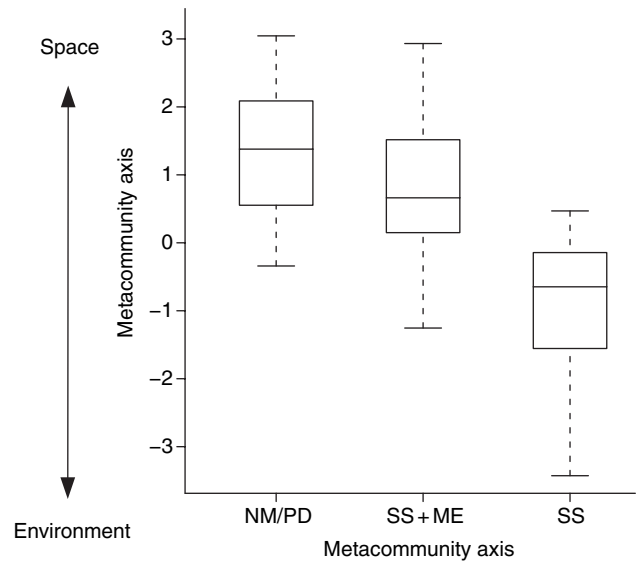 Space
Environment
Metacommunity axis
3
2
1
0
−1
−2
−3
NM/PD
SS + ME
SS
Metacommunity axis